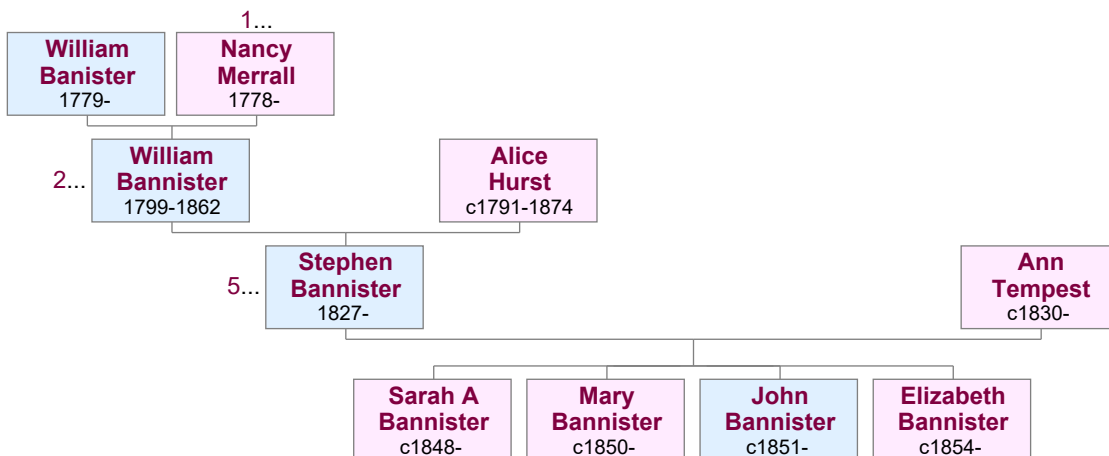 1...
William
Banister
1779-
Nancy
Merrall
1778-
2...
William
Bannister
1799-1862
Alice
Hurst
c1791-1874
5...
Stephen
Bannister
1827-
Ann
Tempest
c1830-
Sarah A
Bannister
c1848-
Mary
Bannister
c1850-
John
Bannister
c1851-
Elizabeth
Bannister
c1854-